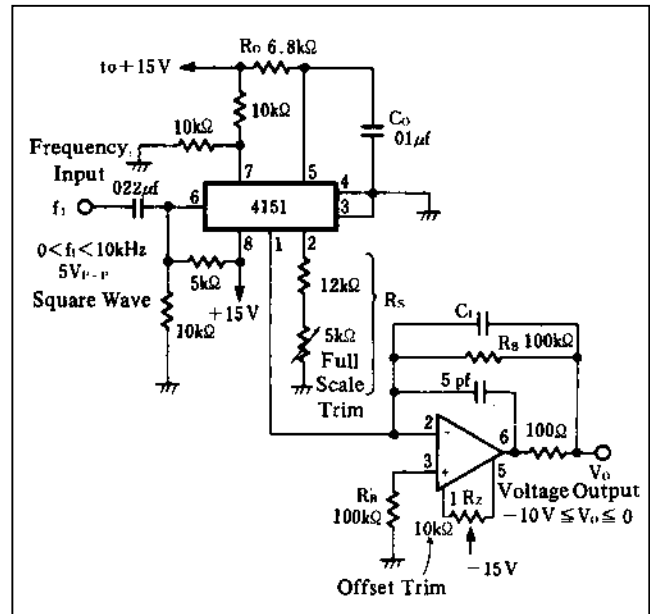 R₀ 6.8kΩ
to+15V
10kΩ
10kΩ
C₀
01µf
Frequency
Input
7
5
4
3
022µf
6
4151
f₁
8
1
2
0<f₁<10kHz
5V_P-P
Square Wave
5kΩ
+15V
10kΩ
12kΩ
5kΩ
Full
Scale
Trim
R_S
C₁
R_B 100kΩ
5 pf
2
-
6
100Ω
3
+
5
V₀
R'_B
100kΩ
1 R_Z
10kΩ
Voltage Output
−10V≦V₀≦0
−15V
Offset Trim